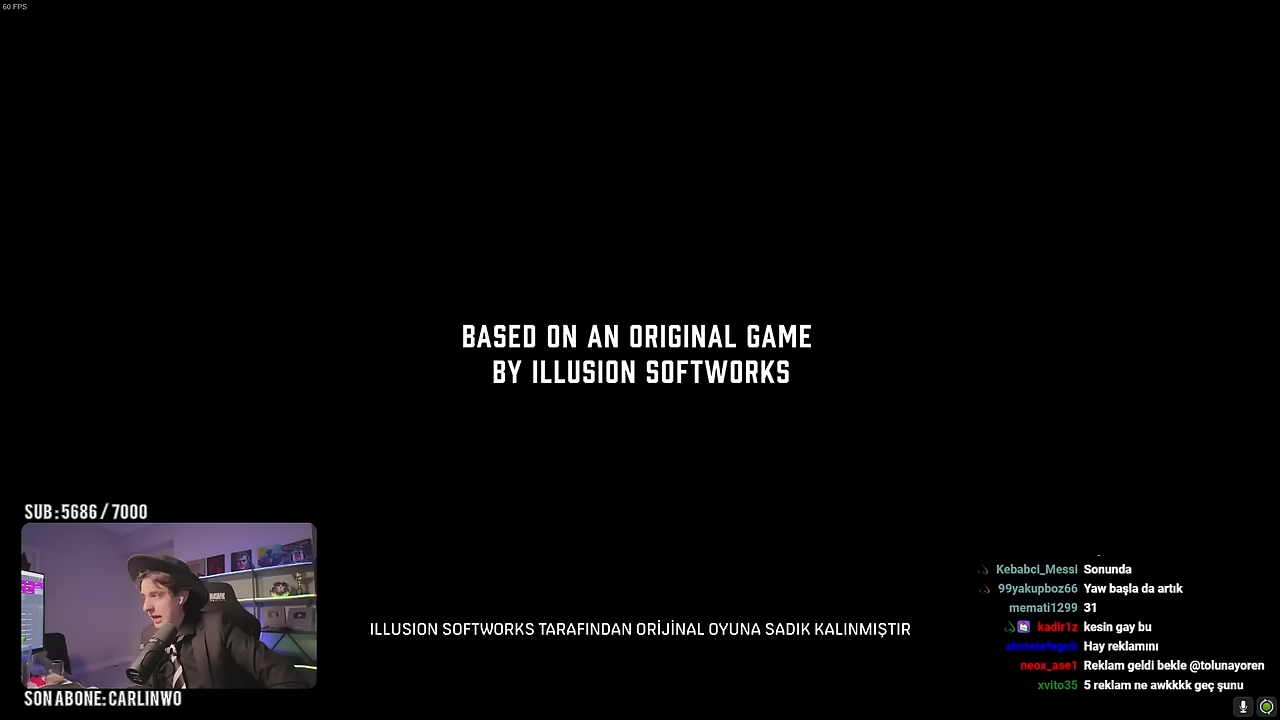 60 FPS
BASED ON AN ORIGINAL GAME
BY ILLUSION SOFTWORKS
SUB: 5686 / 7000
ILLUSION SOFTWORKS TARAFINDAN ORİJİNAL OYUNA SADIK KALINMIŞTIR
SON ABONE: CARLINWO
Kebabci_Messi Sonunda
99yakupboz66 Yaw başla da artık
memati1299 31
kadir1z kesin gay bu
Hay reklamını
neox_ase1 Reklam geldi bekle @tolunayoren
xvito35 5 reklam ne awkkkk geç şunu